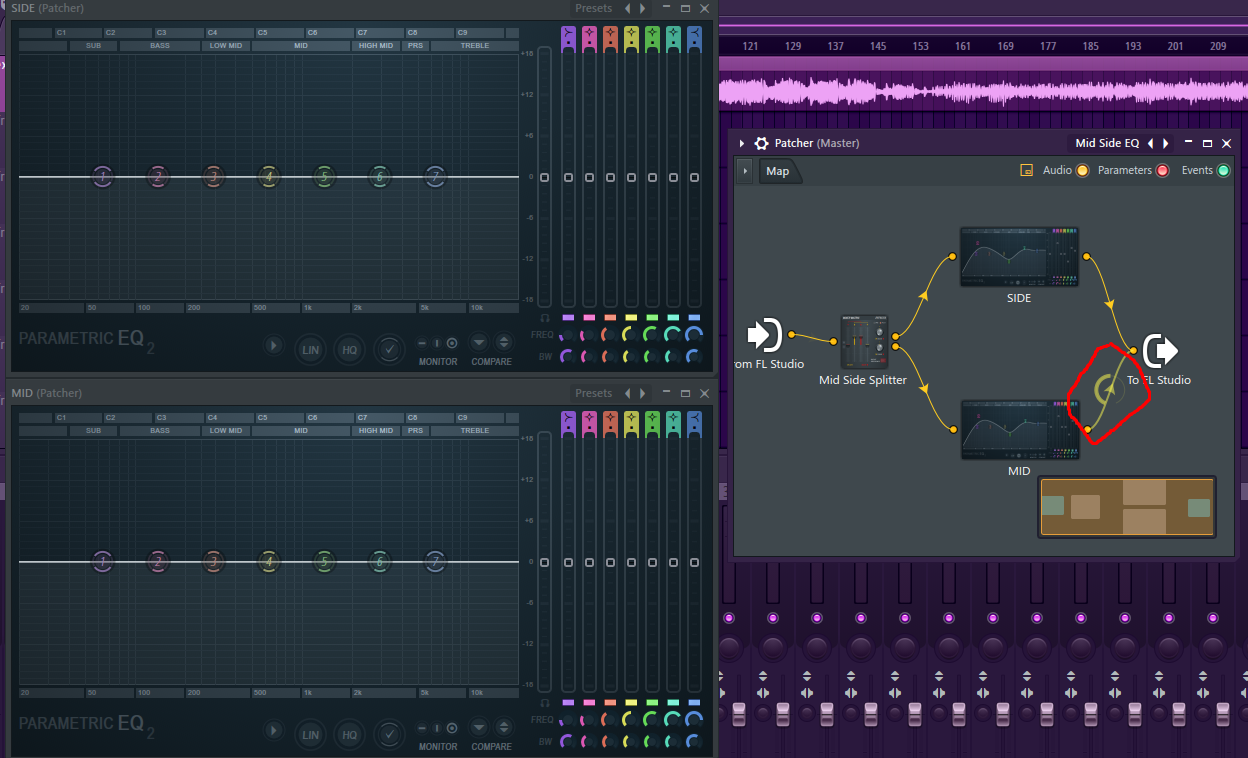 SIDE (Patcher)
Presets
C1 C2 C3 C4 C5 C6 C7 C8 C9
SUB BASS LOW MID MID HIGH MID PRS TREBLE
+18
+12
+6
0
-6
-12
-18
20 50 100 200 500 1k 2k 5k 10k
1 2 3 4 5 6 7
PARAMETRIC EQ 2
LIN HQ
MONITOR COMPARE
FREQ
BW
MID (Patcher)
Presets
C1 C2 C3 C4 C5 C6 C7 C8 C9
SUB BASS LOW MID MID HIGH MID PRS TREBLE
+18
+12
+6
0
-6
-12
-18
20 50 100 200 500 1k 2k 5k 10k
1 2 3 4 5 6 7
PARAMETRIC EQ 2
LIN HQ
MONITOR COMPARE
FREQ
BW
121 129 137 145 153 161 169 177 185 193 201 209
Patcher (Master)
Mid Side EQ
Map
Audio Parameters Events
SIDE
om FL Studio
Mid Side Splitter
To FL Studio
MID